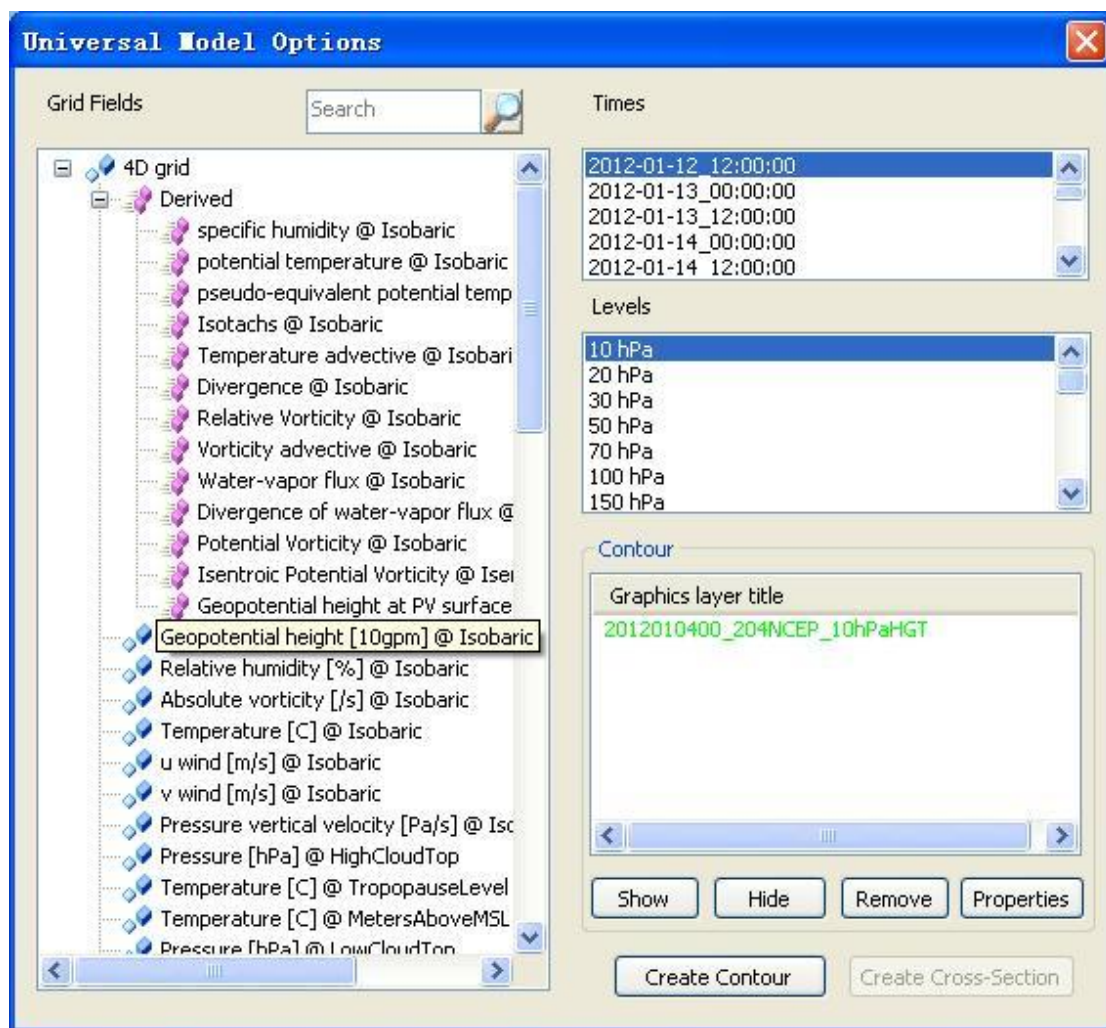 Universal Model Options
Grid Fields
Search
4D grid
Derived
specific humidity @ Isobaric
potential temperature @ Isobaric
pseudo-equivalent potential temp
Isotachs @ Isobaric
Temperature advective @ Isobari
Divergence @ Isobaric
Relative Vorticity @ Isobaric
Vorticity advective @ Isobaric
Water-vapor flux @ Isobaric
Divergence of water-vapor flux @
Potential Vorticity @ Isobaric
Isentroic Potential Vorticity @ Iser
Geopotential height at PV surface
Geopotential height [10gpm] @ Isobaric
Relative humidity [%] @ Isobaric
Absolute vorticity [/s] @ Isobaric
Temperature [C] @ Isobaric
u wind [m/s] @ Isobaric
v wind [m/s] @ Isobaric
Pressure vertical velocity [Pa/s] @ Isc
Pressure [hPa] @ HighCloudTop
Temperature [C] @ TropopauseLevel
Temperature [C] @ MetersAboveMSL
Pressure [hPa] @ LowCloudTop
Times
2012-01-12_12:00:00
2012-01-13_00:00:00
2012-01-13_12:00:00
2012-01-14_00:00:00
2012-01-14_12:00:00
Levels
10 hPa
20 hPa
30 hPa
50 hPa
70 hPa
100 hPa
150 hPa
Contour
Graphics layer title
2012010400_204NCEP_10hPaHGT
Show
Hide
Remove
Properties
Create Contour
Create Cross-Section